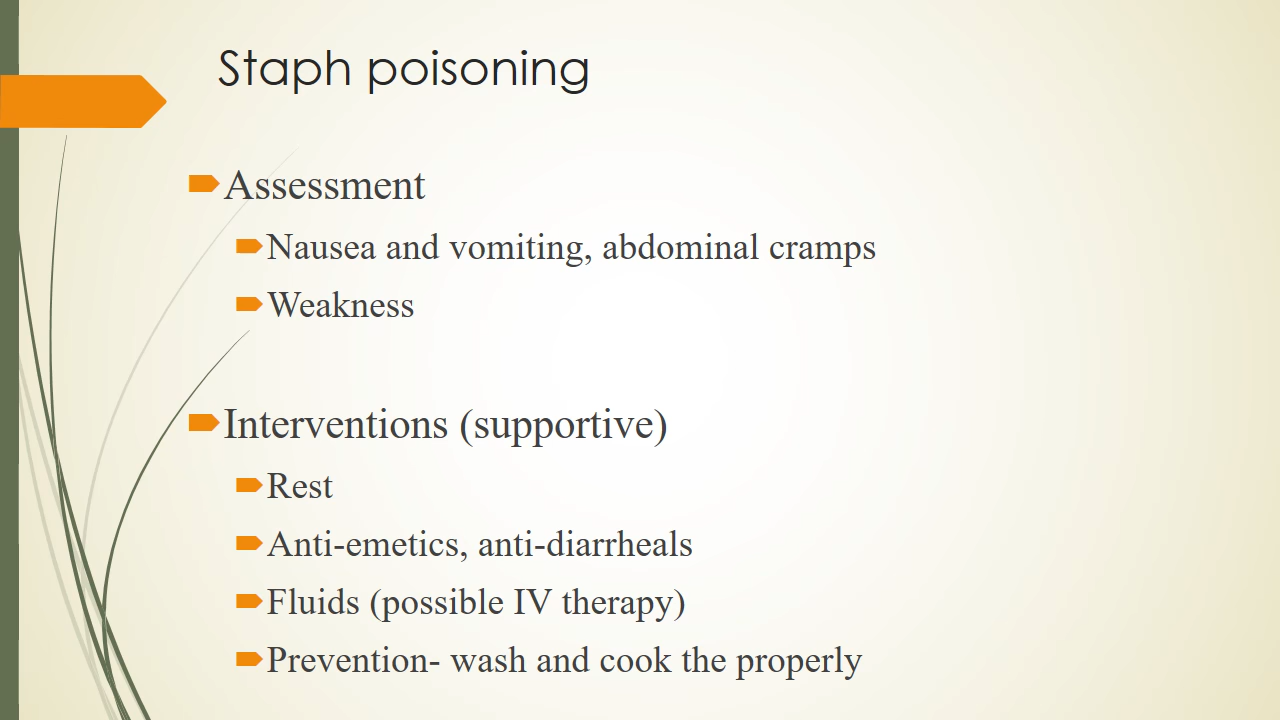 Staph poisoning
Assessment
Nausea and vomiting, abdominal cramps
Weakness
Interventions (supportive)
Rest
Anti-emetics, anti-diarrheals
Fluids (possible IV therapy)
Prevention- wash and cook the properly